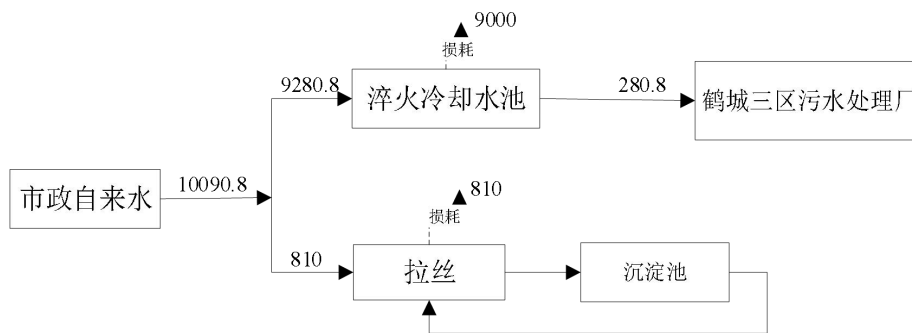 9000
损耗
9280.8
淬火冷却水池
280.8
鹤城三区污水处理厂
市政自来水
10090.8
810
损耗
810
拉丝
沉淀池